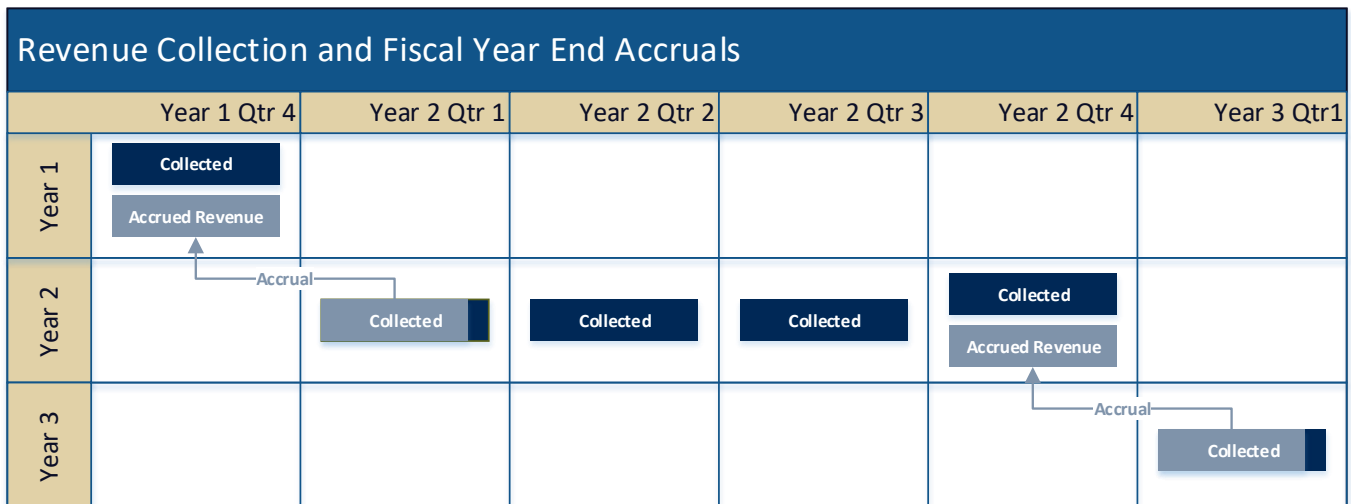 Revenue Collection and Fiscal Year End Accruals
Year 1 Qtr 4
Year 2 Qtr 1
Year 2 Qtr 2
Year 2 Qtr 3
Year 2 Qtr 4
Year 3 Qtr1
Year 1
Collected
Accrued Revenue
Year 2
Accrual
Collected
Collected
Collected
Collected
Accrued Revenue
Year 3
Accrual
Collected